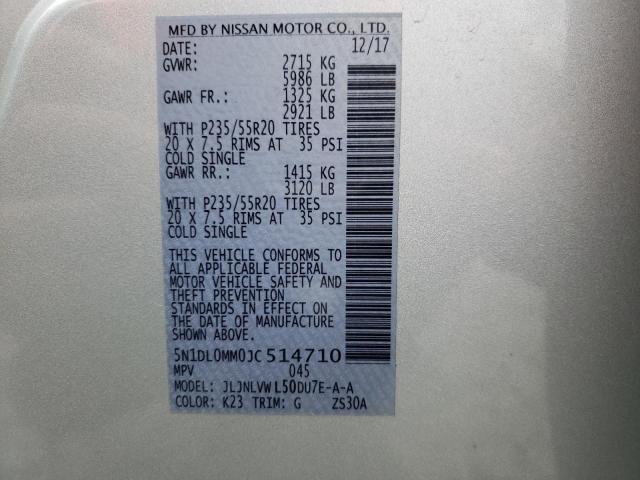 MFD BY NISSAN MOTOR CO., LTD.
DATE: 12/17
GVWR: 2715 KG
5986 LB
GAWR FR.: 1325 KG
2921 LB
WITH P235/55R20 TIRES
20 X 7.5 RIMS AT 35 PSI
COLD SINGLE
GAWR RR.: 1415 KG
3120 LB
WITH P235/55R20 TIRES
20 X 7.5 RIMS AT 35 PSI
COLD SINGLE
THIS VEHICLE CONFORMS TO
ALL APPLICABLE FEDERAL
MOTOR VEHICLE SAFETY AND
THEFT PREVENTION
STANDARDS IN EFFECT ON
THE DATE OF MANUFACTURE
SHOWN ABOVE.
5N1DL0MM0JC514710
MPV 045
MODEL: JLJNLVWL50DU7E-A-A
COLOR: K23 TRIM: G ZS30A